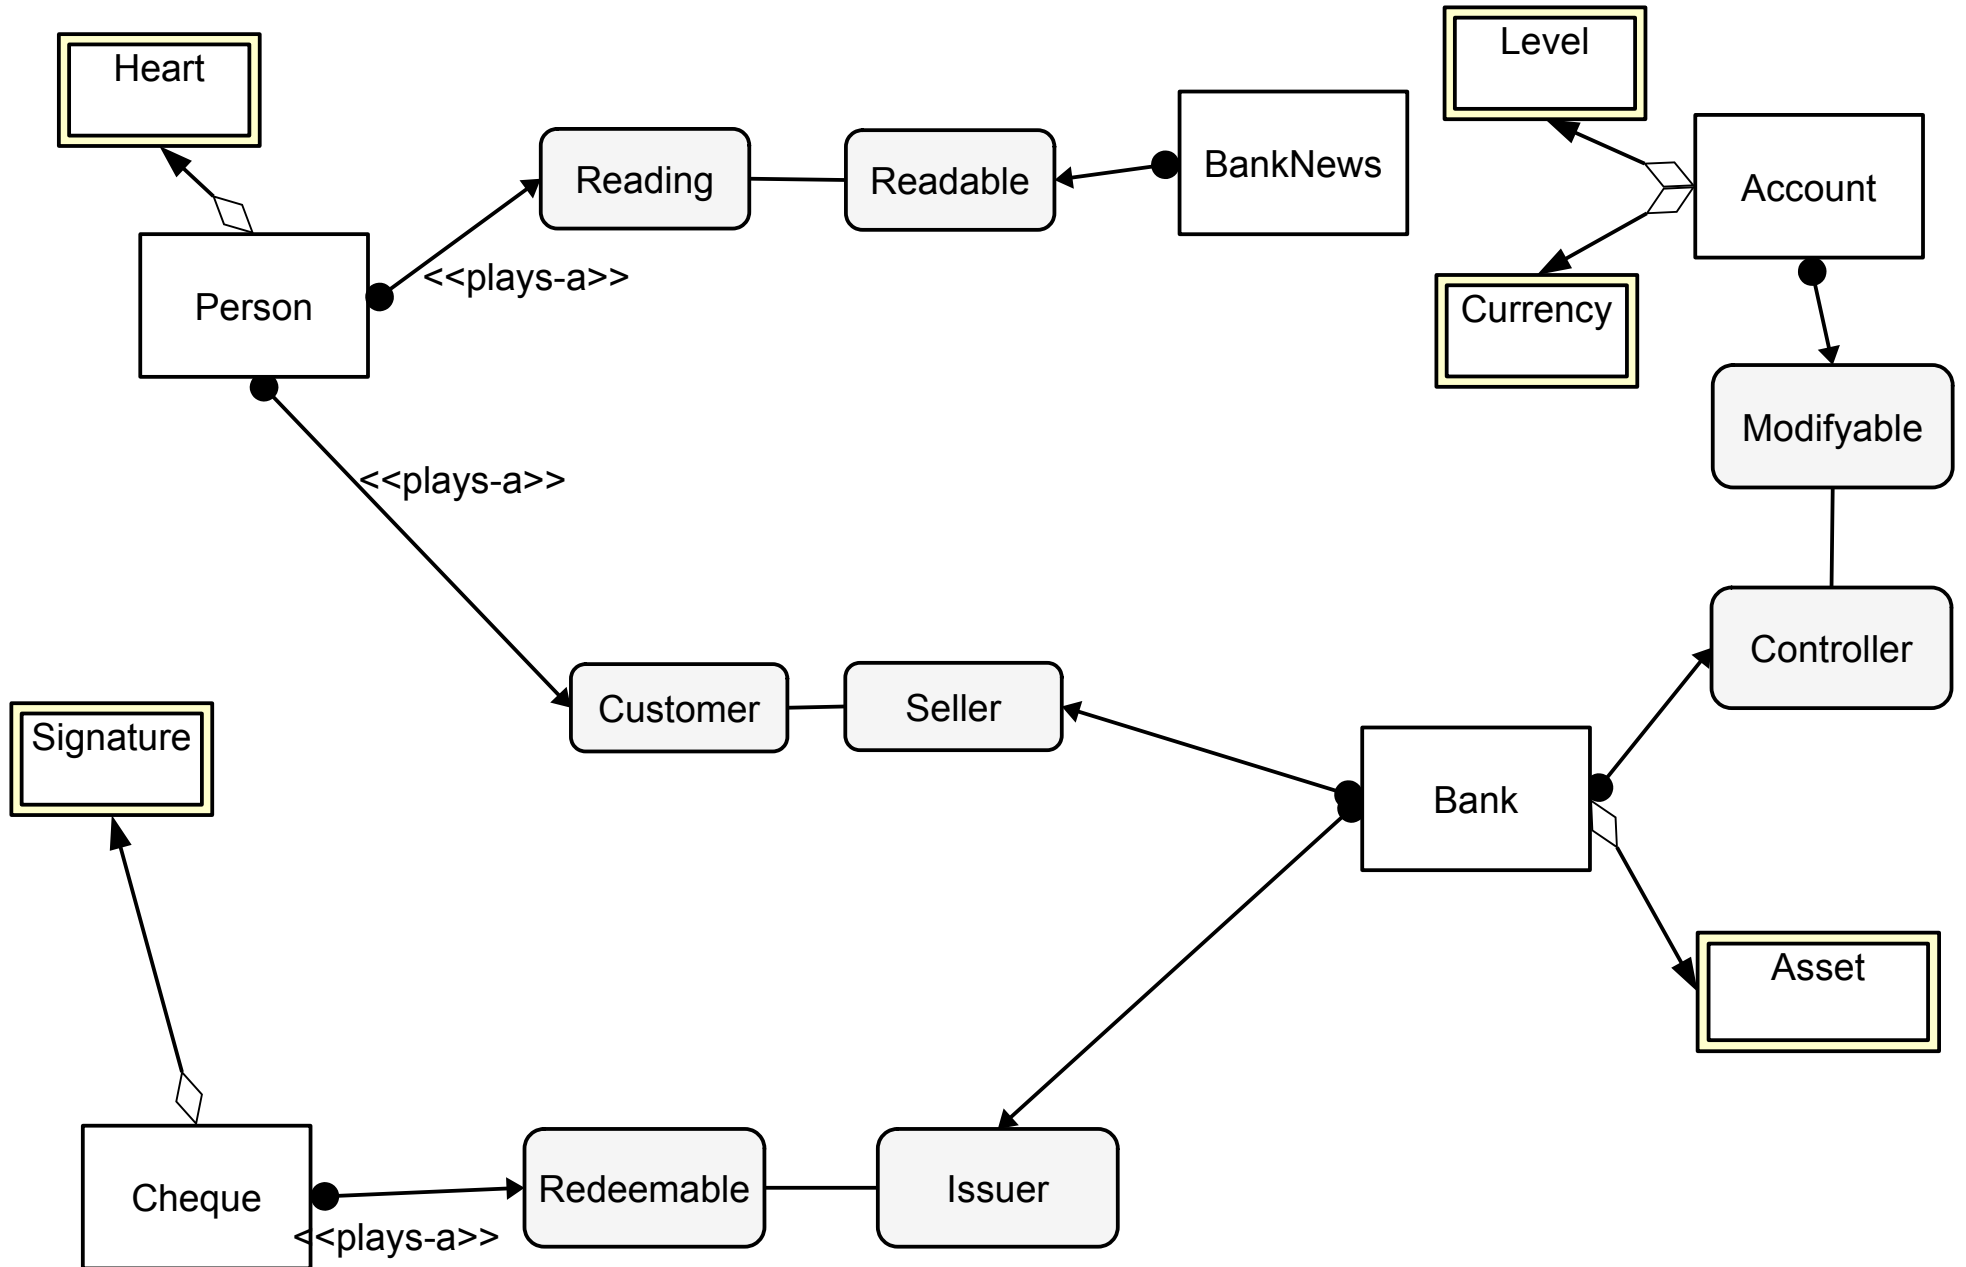 Level
Heart
BankNews
Reading
Readable
Account
<<plays-a>>
Person
Currency
Modifyable
<<plays-a>>
Controller
Customer
Seller
Signature
Bank
Asset
Redeemable
Issuer
Cheque
<<plays-a>>